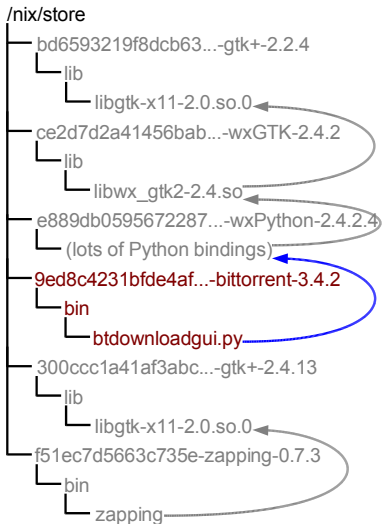 /nix/store
bd6593219f8dcb63...-gtk+-2.2.4
lib
libgtk-x11-2.0.so.0
ce2d7d2a41456bab...-wxGTK-2.4.2
lib
libwx_gtk2-2.4.so
e889db0595672287...-wxPython-2.4.2.4
(lots of Python bindings)
9ed8c4231bfde4af...-bittorrent-3.4.2
bin
btdownloadgui.py
300ccc1a41af3abc...-gtk+-2.4.13
lib
libgtk-x11-2.0.so.0
f51ec7d5663c735e-zapping-0.7.3
bin
zapping